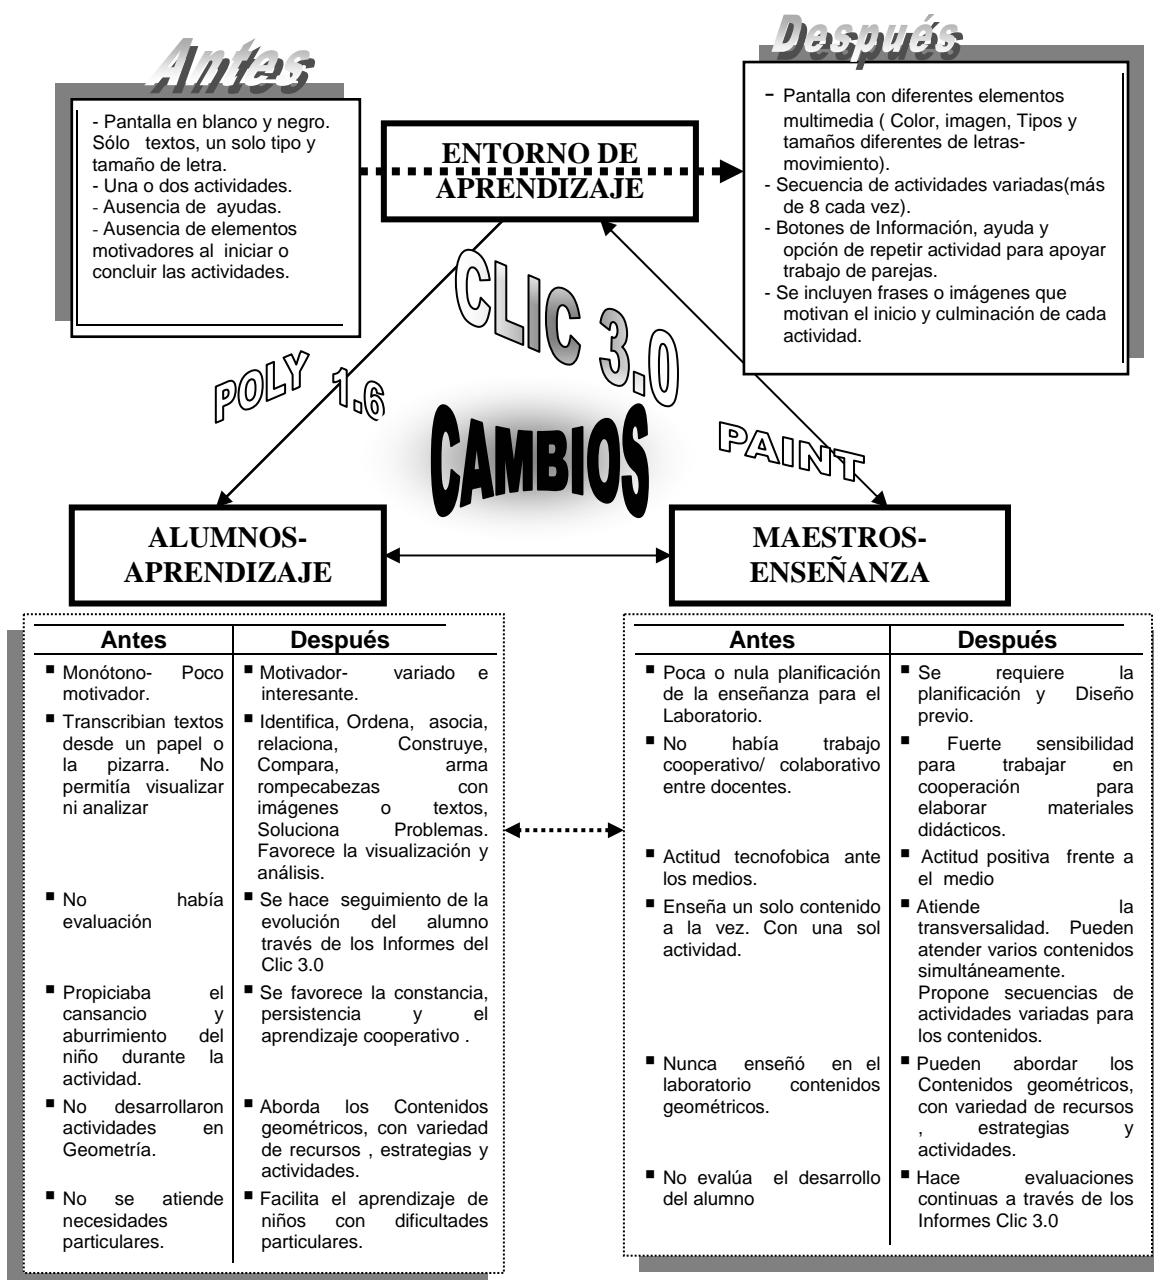 Antes
Después
- Pantalla en blanco y negro.
Sólo textos, un solo tipo y
tamaño de letra.
- Una o dos actividades.
- Ausencia de ayudas.
- Ausencia de elementos
motivadores al iniciar o
concluir las actividades.
ENTORNO DE
APRENDIZAJE
- Pantalla con diferentes elementos
multimedia ( Color, imagen, Tipos y
tamaños diferentes de letras-
movimiento).
- Secuencia de actividades variadas(más
de 8 cada vez).
- Botones de Información, ayuda y
opción de repetir actividad para apoyar
trabajo de parejas.
- Se incluyen frases o imágenes que
motivan el inicio y culminación de cada
actividad.
CLIC 3.0
POLY 1.6
CAMBIOS
PAINT
ALUMNOS-
APRENDIZAJE
MAESTROS-
ENSEÑANZA
Antes
▪ Monótono- Poco
motivador.
▪ Transcribian textos
desde un papel o
la pizarra. No
permitía visualizar
ni analizar
▪ No había
evaluación
▪ Propiciaba el
cansancio y
aburrimiento del
niño durante la
actividad.
▪ No desarrollaron
actividades en
Geometría.
▪ No se atiende
necesidades
particulares.
Después
▪ Motivador- variado e
interesante.
▪ Identifica, Ordena, asocia,
relaciona, Construye,
Compara, arma
rompecabezas con
imágenes o textos,
Soluciona Problemas.
Favorece la visualización y
análisis.
▪ Se hace seguimiento de la
evolución del alumno
través de los Informes del
Clic 3.0
▪ Se favorece la constancia,
persistencia y el
aprendizaje cooperativo .
▪ Aborda los Contenidos
geométricos, con variedad
de recursos , estrategias y
actividades.
▪ Facilita el aprendizaje de
niños con dificultades
particulares.
Antes
▪ Poca o nula planificación
de la enseñanza para el
Laboratorio.
▪ No había trabajo
cooperativo/ colaborativo
entre docentes.
▪ Actitud tecnofobica ante
los medios.
▪ Enseña un solo contenido
a la vez. Con una sol
actividad.
▪ Nunca enseñó en el
laboratorio contenidos
geométricos.
▪ No evalúa el desarrollo
del alumno
Después
▪ Se requiere la
planificación y Diseño
previo.
▪ Fuerte sensibilidad
para trabajar en
cooperación para
elaborar materiales
didácticos.
▪ Actitud positiva frente a
el medio
▪ Atiende la
transversalidad. Pueden
atender varios contenidos
simultáneamente.
Propone secuencias de
actividades variadas para
los contenidos.
▪ Pueden abordar los
Contenidos geométricos,
con variedad de recursos
, estrategias y
actividades.
▪ Hace evaluaciones
continuas a través de los
Informes Clic 3.0